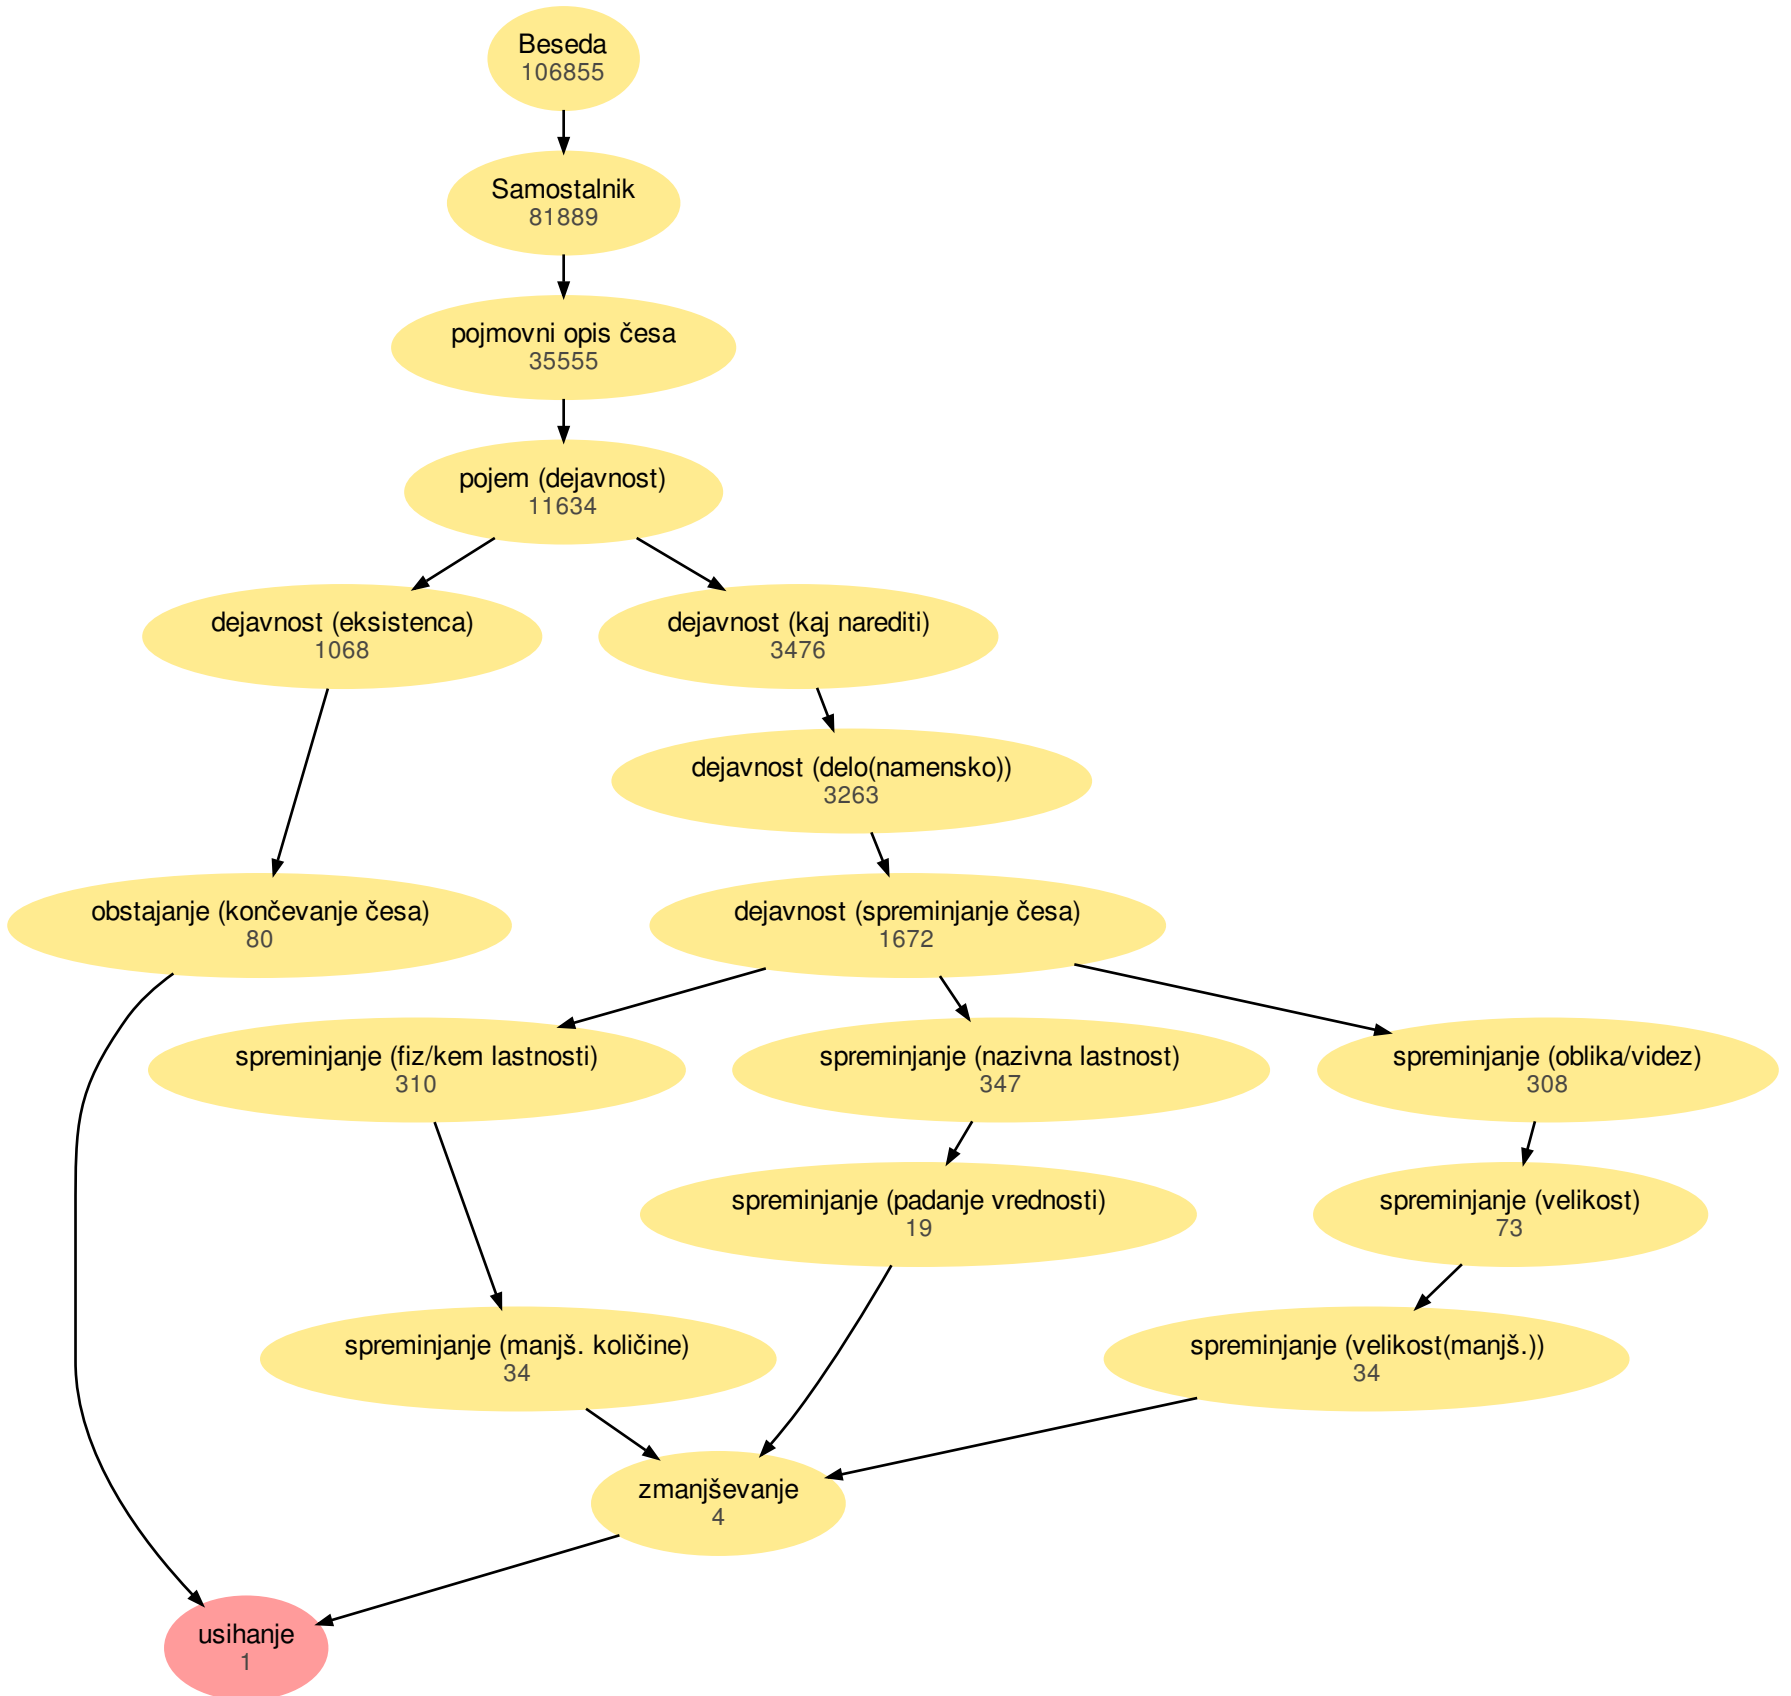 Beseda
106855
Samostalnik
81889
pojmovni opis česa
35555
pojem (dejavnost)
11634
dejavnost (eksistenca)
1068
dejavnost (kaj narediti)
3476
dejavnost (delo(namensko))
3263
obstajanje (končevanje česa)
80
dejavnost (spreminjanje česa)
1672
spreminjanje (fiz/kem lastnosti)
310
spreminjanje (nazivna lastnost)
347
spreminjanje (oblika/videz)
308
spreminjanje (padanje vrednosti)
19
spreminjanje (velikost)
73
spreminjanje (manjš. količine)
34
spreminjanje (velikost(manjš.))
34
zmanjševanje
4
usihanje
1